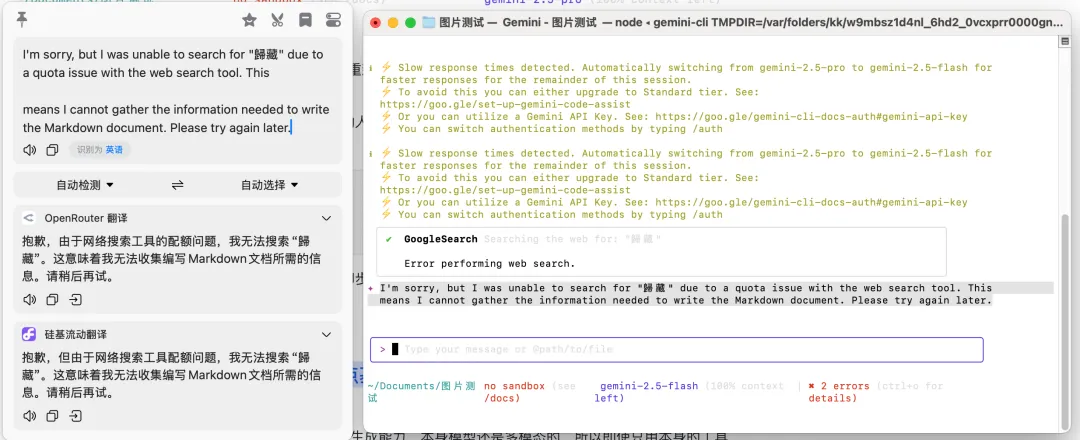 I'm sorry, but I was unable to search for "歸藏" due to
a quota issue with the web search tool. This
means I cannot gather the information needed to write
the Markdown document. Please try again later.
识别为 英语
自动检测
自动选择
OpenRouter 翻译
抱歉，由于网络搜索工具的配额问题，我无法搜索“歸
藏”。这意味着我无法收集编写Markdown文档所需的信
息。请稍后再试。
硅基流动翻译
抱歉，但由于网络搜索工具配额问题，我无法搜索“歸
藏”。这意味着我无法收集编写Markdown文档所需的信
息。请稍后再试。
图片测试 — Gemini - 图片测试 — node ◂ gemini-cli TMPDIR=/var/folders/kk/w9mbsz1d4nl_6hd2_0vcxprr0000gn...
ℹ ⚡ Slow response times detected. Automatically switching from gemini-2.5-pro to gemini-2.5-flash for
faster responses for the remainder of this session.
⚡ To avoid this you can either upgrade to Standard tier. See:
https://goo.gle/set-up-gemini-code-assist
⚡ Or you can utilize a Gemini API Key. See: https://goo.gle/gemini-cli-docs-auth#gemini-api-key
⚡ You can switch authentication methods by typing /auth
ℹ ⚡ Slow response times detected. Automatically switching from gemini-2.5-pro to gemini-2.5-flash for
faster responses for the remainder of this session.
⚡ To avoid this you can either upgrade to Standard tier. See:
https://goo.gle/set-up-gemini-code-assist
⚡ Or you can utilize a Gemini API Key. See: https://goo.gle/gemini-cli-docs-auth#gemini-api-key
⚡ You can switch authentication methods by typing /auth
✔ GoogleSearch Searching the web for: "歸藏"
Error performing web search.
✦ I'm sorry, but I was unable to search for "歸藏" due to a quota issue with the web search tool. This
means I cannot gather the information needed to write the Markdown document. Please try again later.
> Type your message or @path/to/file
~/Documents/图片测 no sandbox (see gemini-2.5-flash (100% context | ✖ 2 errors (ctrl+o for
试 /docs) left) details)